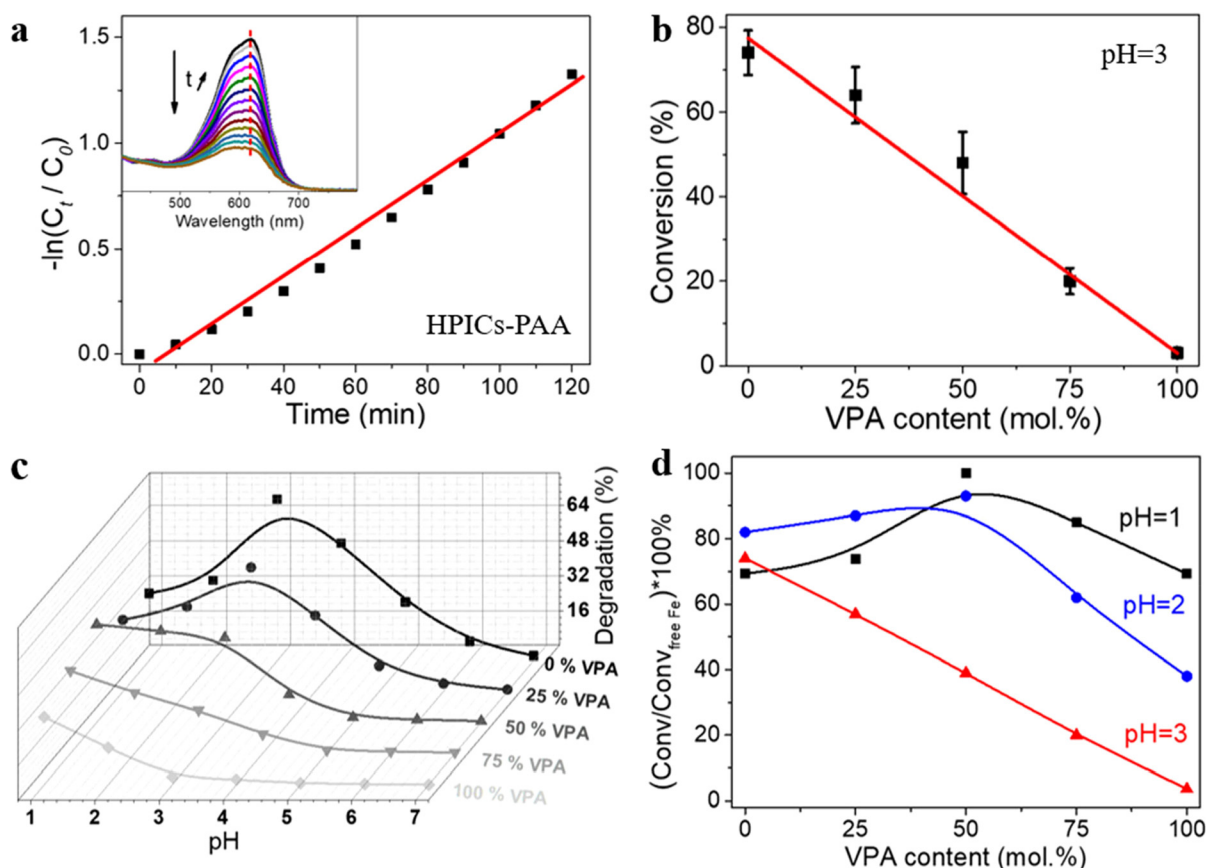 a
1.5
1.0
0.5
0.0
-ln(Cₜ / C₀)
t
500 600 700
Wavelength (nm)
HPICs-PAA
0 20 40 60 80 100 120
Time (min)
b
80
60
40
20
0
Conversion (%)
pH=3
0 25 50 75 100
VPA content (mol.%)
c
64
48
32
16
Degradation (%)
0 % VPA
25 % VPA
50 % VPA
75 % VPA
100 % VPA
1 2 3 4 5 6 7
pH
d
100
80
60
40
20
0
(Conv/Conv_free Fe)*100%
pH=1
pH=2
pH=3
0 25 50 75 100
VPA content (mol.%)